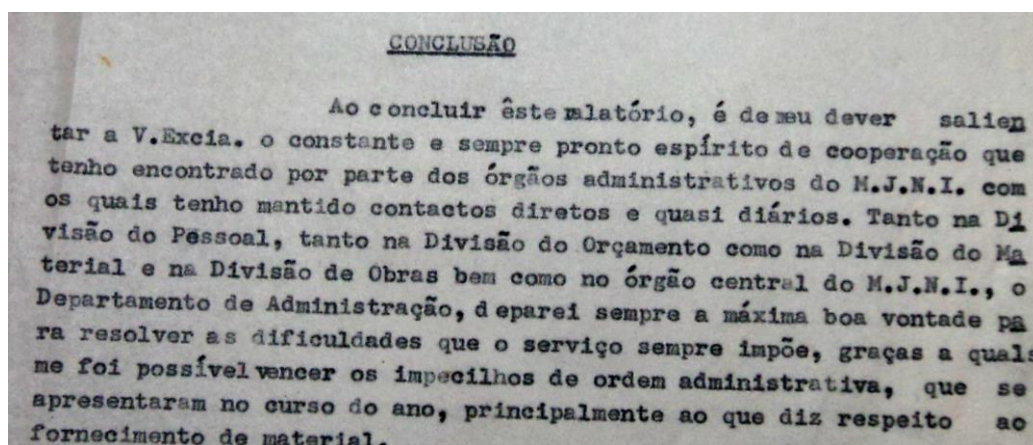 CONCLUSÃO
Ao concluir êste relatório, é de meu dever salien
tar a V.Excia. o constante e sempre pronto espírito de cooperação que
tenho encontrado por parte dos órgãos administrativos do M.J.N.I. com
os quais tenho mantido contactos diretos e quasi diários. Tanto na Di
visão do Pessoal, tanto na Divisão do Orçamento como na Divisão do Ma
terial e na Divisão de Obras bem como no órgão central do M.J.N.I., o
Departamento de Administração, deparei sempre a máxima boa vontade pa
ra resolver as dificuldades que o serviço sempre impõe, graças a quals
me foi possível vencer os impecilhos de ordem administrativa, que se
apresentaram no curso do ano, principalmente ao que diz respeito ao
fornecimento de material.